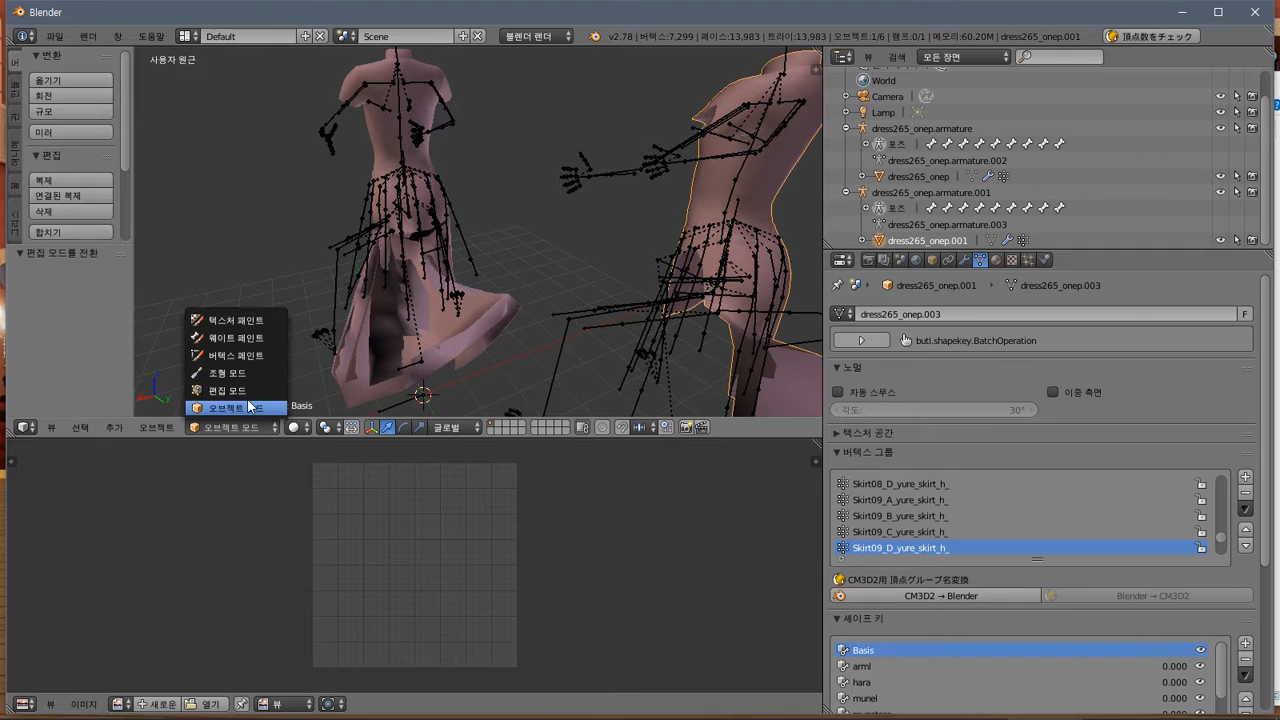 Blender
파일
렌더
창
도움말
Default
Scene
블렌더 렌더
v2.78 | 버텍스:7,299 | 페이스:13,983 | 트라이:13,983 | 오브젝트:1/6 | 램프:0/1 | 메모리:60.20M | dress265_onep.001
頂点数をチェック
변환
옮기기
회전
규모
미러
편집
복제
연결된 복제
삭제
합치기
편집 모드를 전환
사용자 원근
텍스처 페인트
웨이트 페인트
버텍스 페인트
조형 모드
편집 모드
오브젝트 모드
Basis
뷰
선택
추가
오브젝트
오브젝트 모드
글로벌
뷰
이미지
새로운
열기
뷰
뷰
검색
모든 장면
World
Camera
Lamp
dress265_onep.armature
포즈
dress265_onep.armature.002
dress265_onep
dress265_onep.armature.001
포즈
dress265_onep.armature.003
dress265_onep.001
dress265_onep.001
dress265_onep.003
dress265_onep.003
F
butl.shapekey.BatchOperation
노멀
자동 스무스
이중 측면
각도:
30°
텍스처 공간
버텍스 그룹
Skirt08_D_yure_skirt_h_
Skirt09_A_yure_skirt_h_
Skirt09_B_yure_skirt_h_
Skirt09_C_yure_skirt_h_
Skirt09_D_yure_skirt_h_
CM3D2用 頂点グループ名変換
CM3D2 → Blender
Blender → CM3D2
셰이프 키
Basis
arml
0.000
hara
0.000
munel
0.000